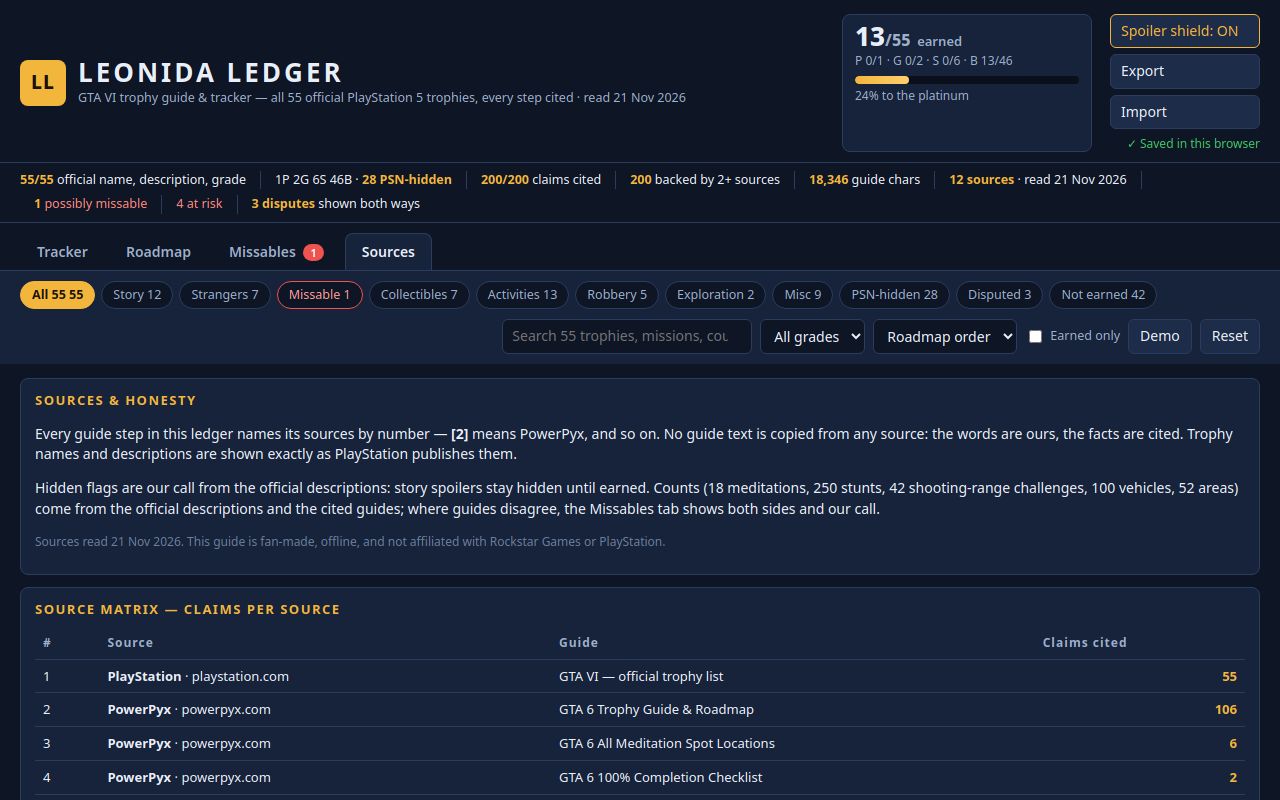 LL
LEONIDA LEDGER
GTA VI trophy guide & tracker — all 55 official PlayStation 5 trophies, every step cited · read 21 Nov 2026
13/55 earned
P 0/1 · G 0/2 · S 0/6 · B 13/46
24% to the platinum
Spoiler shield: ON
Export
Import
✓ Saved in this browser
55/55 official name, description, grade
1P 2G 6S 46B · 28 PSN-hidden
200/200 claims cited
200 backed by 2+ sources
18,346 guide chars
12 sources · read 21 Nov 2026
1 possibly missable
4 at risk
3 disputes shown both ways
Tracker
Roadmap
Missables 1
Sources
All 55 55
Story 12
Strangers 7
Missable 1
Collectibles 7
Activities 13
Robbery 5
Exploration 2
Misc 9
PSN-hidden 28
Disputed 3
Not earned 42
Search 55 trophies, missions, cou
All grades
Roadmap order
Earned only
Demo
Reset
SOURCES & HONESTY
Every guide step in this ledger names its sources by number — [2] means PowerPyx, and so on. No guide text is copied from any source: the words are ours, the facts are cited. Trophy
names and descriptions are shown exactly as PlayStation publishes them.
Hidden flags are our call from the official descriptions: story spoilers stay hidden until earned. Counts (18 meditations, 250 stunts, 42 shooting-range challenges, 100 vehicles, 52 areas)
come from the official descriptions and the cited guides; where guides disagree, the Missables tab shows both sides and our call.
Sources read 21 Nov 2026. This guide is fan-made, offline, and not affiliated with Rockstar Games or PlayStation.
SOURCE MATRIX — CLAIMS PER SOURCE
# Source Guide Claims cited
1 PlayStation · playstation.com GTA VI — official trophy list 55
2 PowerPyx · powerpyx.com GTA 6 Trophy Guide & Roadmap 106
3 PowerPyx · powerpyx.com GTA 6 All Meditation Spot Locations 6
4 PowerPyx · powerpyx.com GTA 6 100% Completion Checklist 2